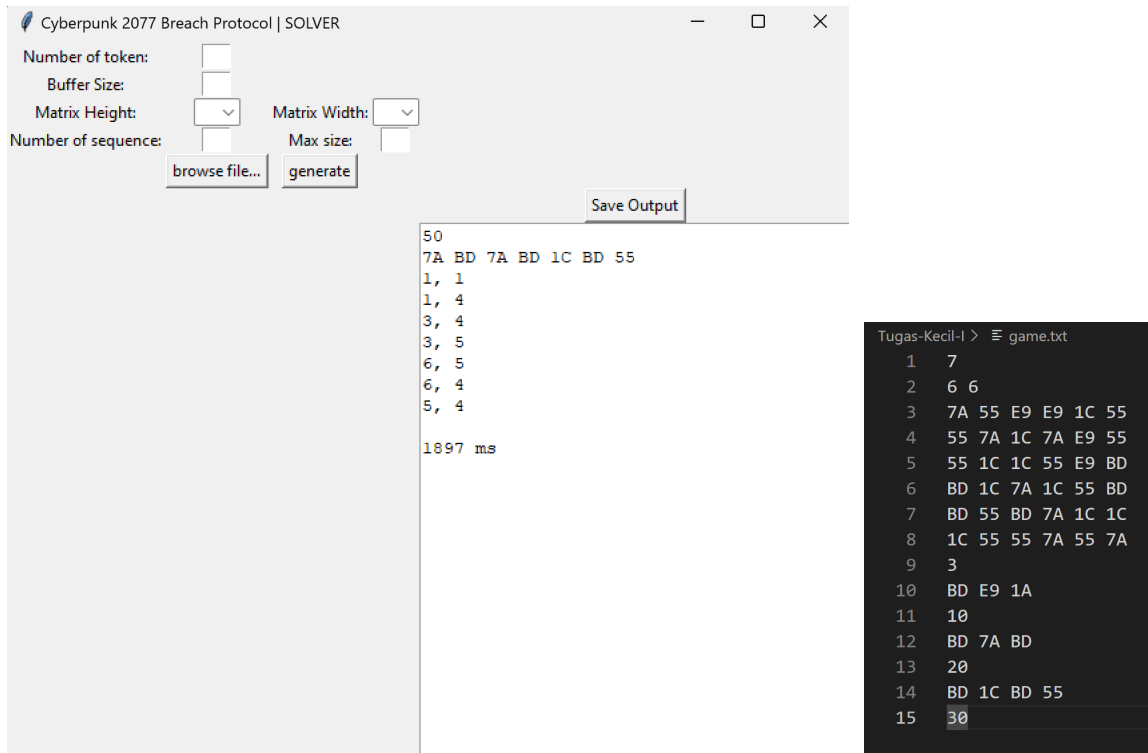 Cyberpunk 2077 Breach Protocol | SOLVER
Number of token:
Buffer Size:
Matrix Height: Matrix Width:
Number of sequence: Max size:
browse file... generate
Save Output
50
7A BD 7A BD 1C BD 55
1, 1
1, 4
3, 4
3, 5
6, 5
6, 4
5, 4
1897 ms
Tugas-Kecil-I > game.txt
1 7
2 6 6
3 7A 55 E9 E9 1C 55
4 55 7A 1C 7A E9 55
5 55 1C 1C 55 E9 BD
6 BD 1C 7A 1C 55 BD
7 BD 55 BD 7A 1C 1C
8 1C 55 55 7A 55 7A
9 3
10 BD E9 1A
11 10
12 BD 7A BD
13 20
14 BD 1C BD 55
15 30